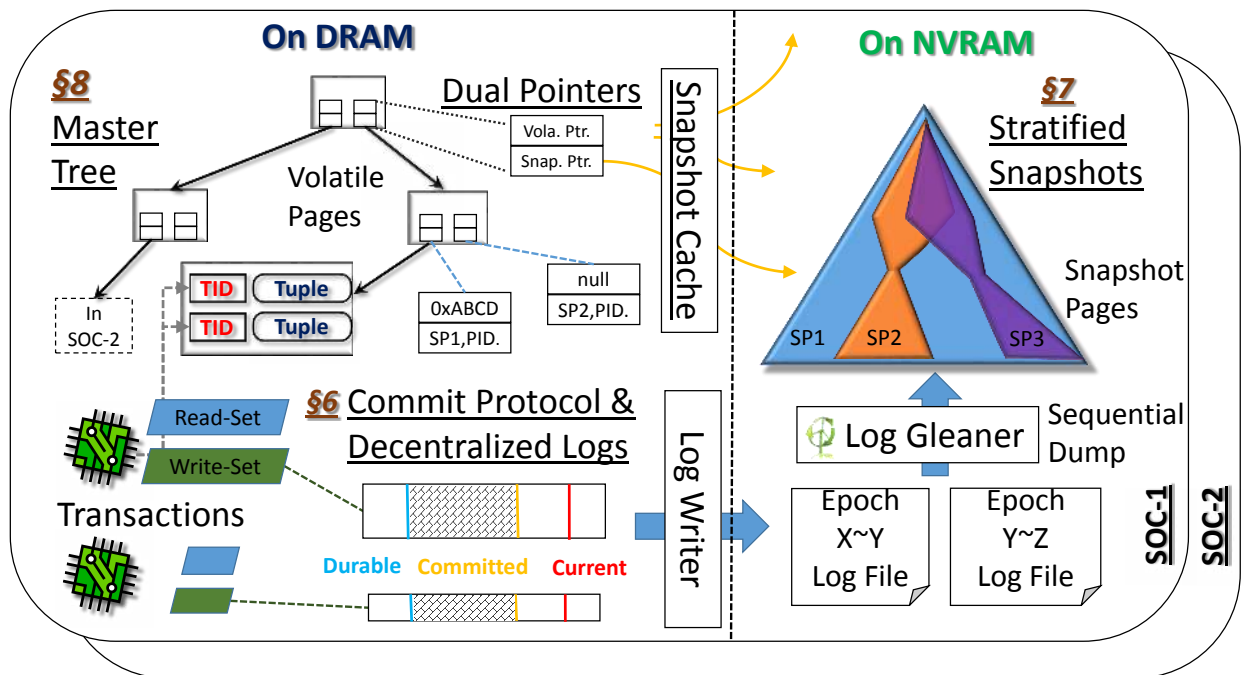 On DRAM
On NVRAM
§8
Master
Tree
Dual Pointers
Vola. Ptr.
Snap. Ptr.
Volatile
Pages
Snapshot Cache
§7
Stratified
Snapshots
Snapshot
Pages
In
SOC-2
TID
Tuple
TID
Tuple
0xABCD
SP1,PID.
null
SP2,PID.
SP1
SP2
SP3
Read-Set
Write-Set
Transactions
§6 Commit Protocol &
Decentralized Logs
Durable
Committed
Current
Log Writer
Log Gleaner
Sequential
Dump
Epoch
X~Y
Log File
Epoch
Y~Z
Log File
SOC-1
SOC-2